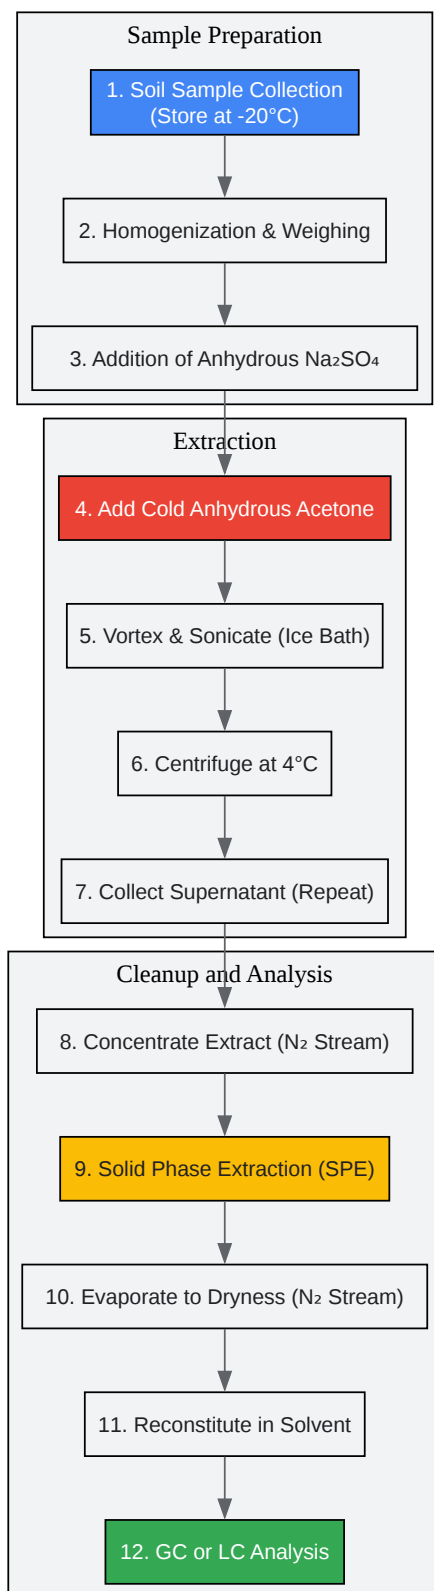 Sample Preparation
1. Soil Sample Collection
(Store at -20°C)
2. Homogenization & Weighing
3. Addition of Anhydrous Na₂SO₄
Extraction
4. Add Cold Anhydrous Acetone
5. Vortex & Sonicate (Ice Bath)
6. Centrifuge at 4°C
7. Collect Supernatant (Repeat)
Cleanup and Analysis
8. Concentrate Extract (N₂ Stream)
9. Solid Phase Extraction (SPE)
10. Evaporate to Dryness (N₂ Stream)
11. Reconstitute in Solvent
12. GC or LC Analysis